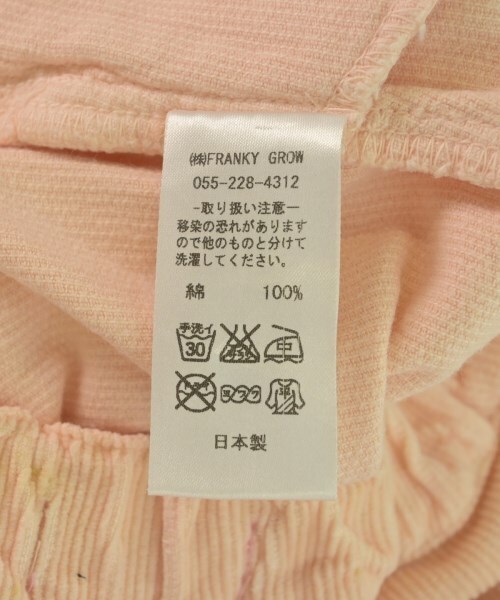 ㈱FRANKY GROW
055-228-4312
-取り扱い注意-
移染の恐れがあります
ので他のものと分けて
洗濯してください。
綿 100%
手洗イ
30
中
日本製